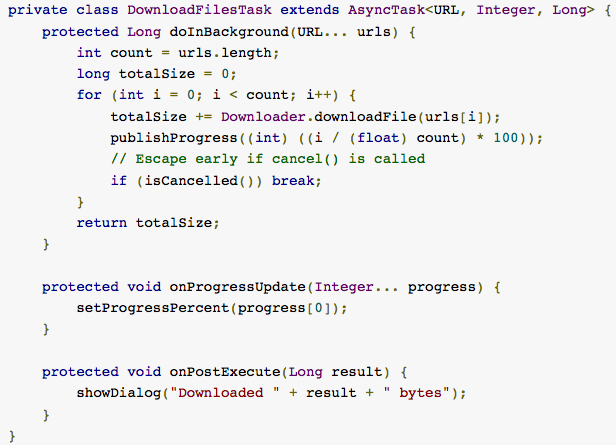 private class DownloadFilesTask extends AsyncTask<URL, Integer, Long> {
    protected Long doInBackground(URL... urls) {
        int count = urls.length;
        long totalSize = 0;
        for (int i = 0; i < count; i++) {
            totalSize += Downloader.downloadFile(urls[i]);
            publishProgress((int) ((i / (float) count) * 100));
            // Escape early if cancel() is called
            if (isCancelled()) break;
        }
        return totalSize;
    }

    protected void onProgressUpdate(Integer... progress) {
        setProgressPercent(progress[0]);
    }

    protected void onPostExecute(Long result) {
        showDialog("Downloaded " + result + " bytes");
    }
}